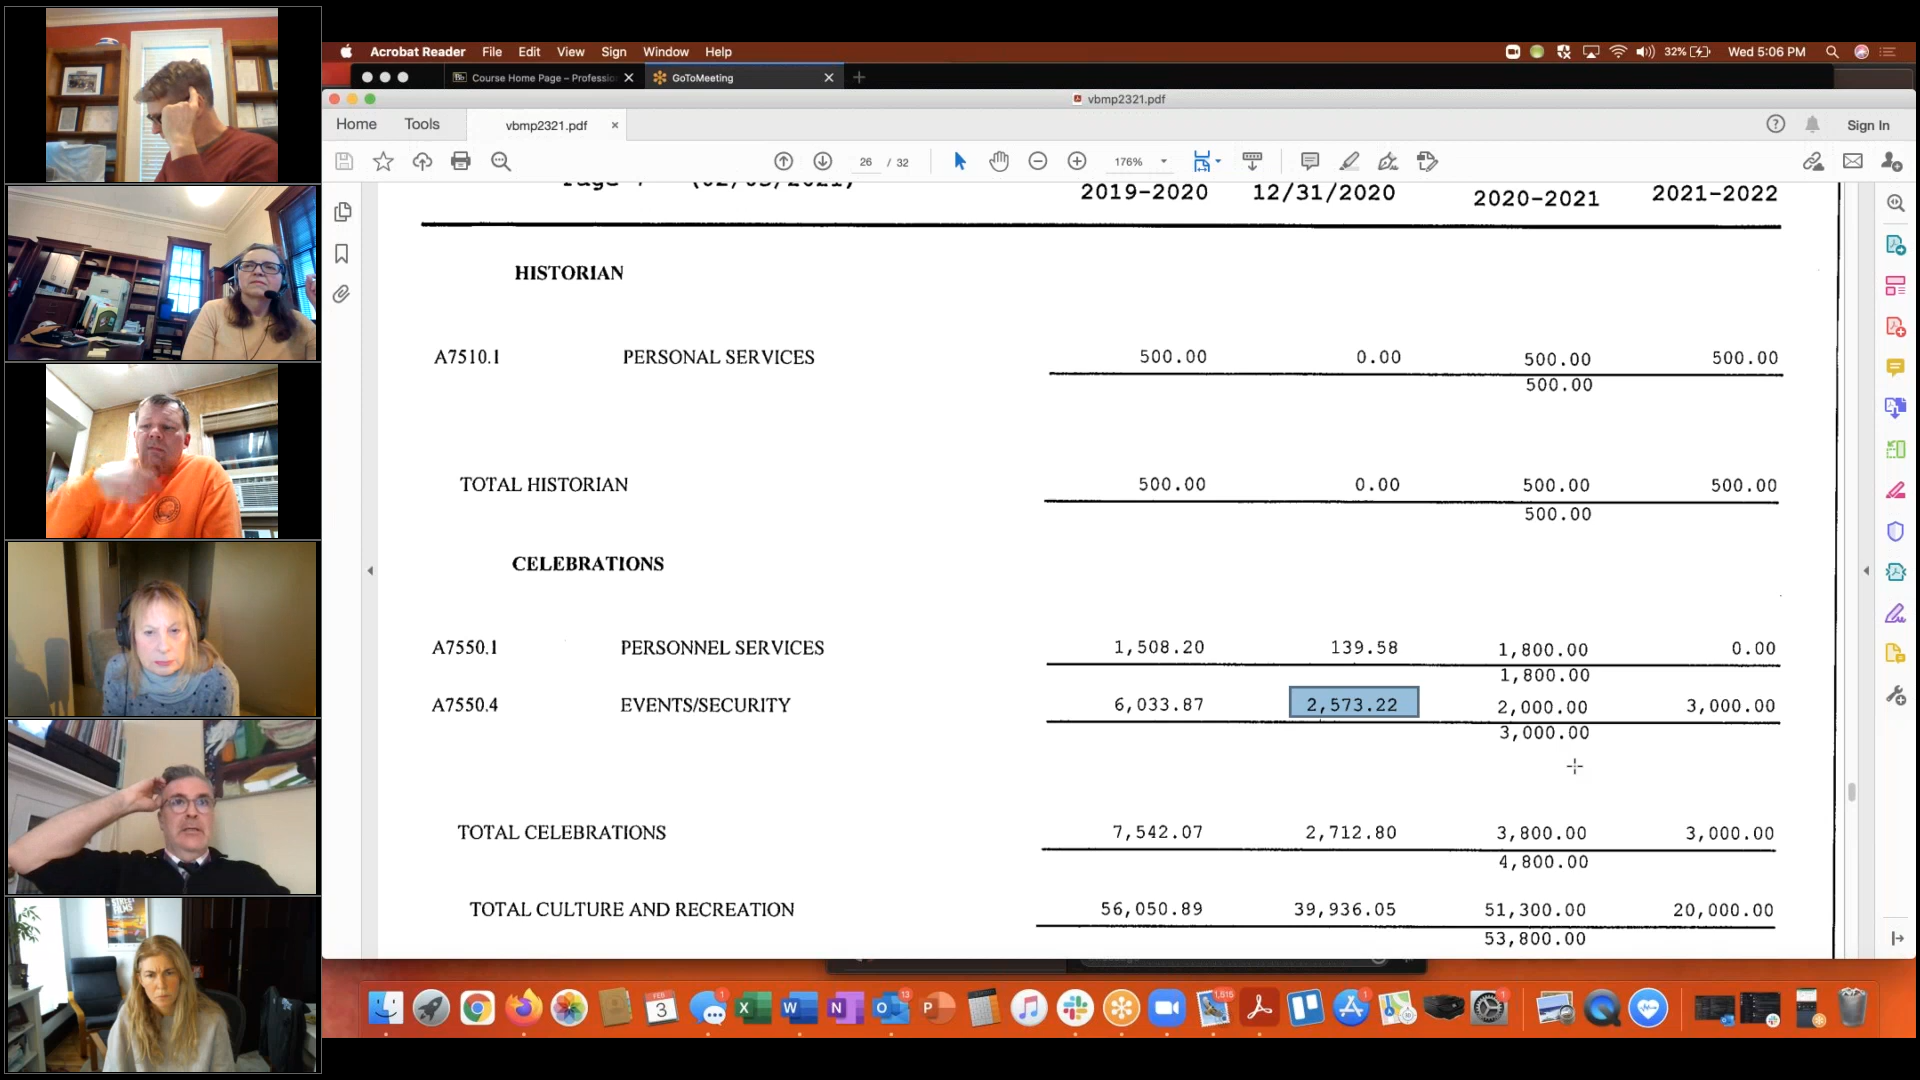 Acrobat Reader File Edit View Sign Window Help 32% Wed 5:06 PM
Course Home Page – Professio GoToMeeting
vbmp2321.pdf
Home Tools vbmp2321.pdf Sign In
26 / 32 176%
2019-2020 12/31/2020 2020-2021 2021-2022
HISTORIAN
A7510.1 PERSONAL SERVICES 500.00 0.00 500.00 500.00
500.00
TOTAL HISTORIAN 500.00 0.00 500.00 500.00
500.00
CELEBRATIONS
A7550.1 PERSONNEL SERVICES 1,508.20 139.58 1,800.00 0.00
1,800.00
A7550.4 EVENTS/SECURITY 6,033.87 2,573.22 2,000.00 3,000.00
3,000.00
TOTAL CELEBRATIONS 7,542.07 2,712.80 3,800.00 3,000.00
4,800.00
TOTAL CULTURE AND RECREATION 56,050.89 39,936.05 51,300.00 20,000.00
53,800.00
FEB
3